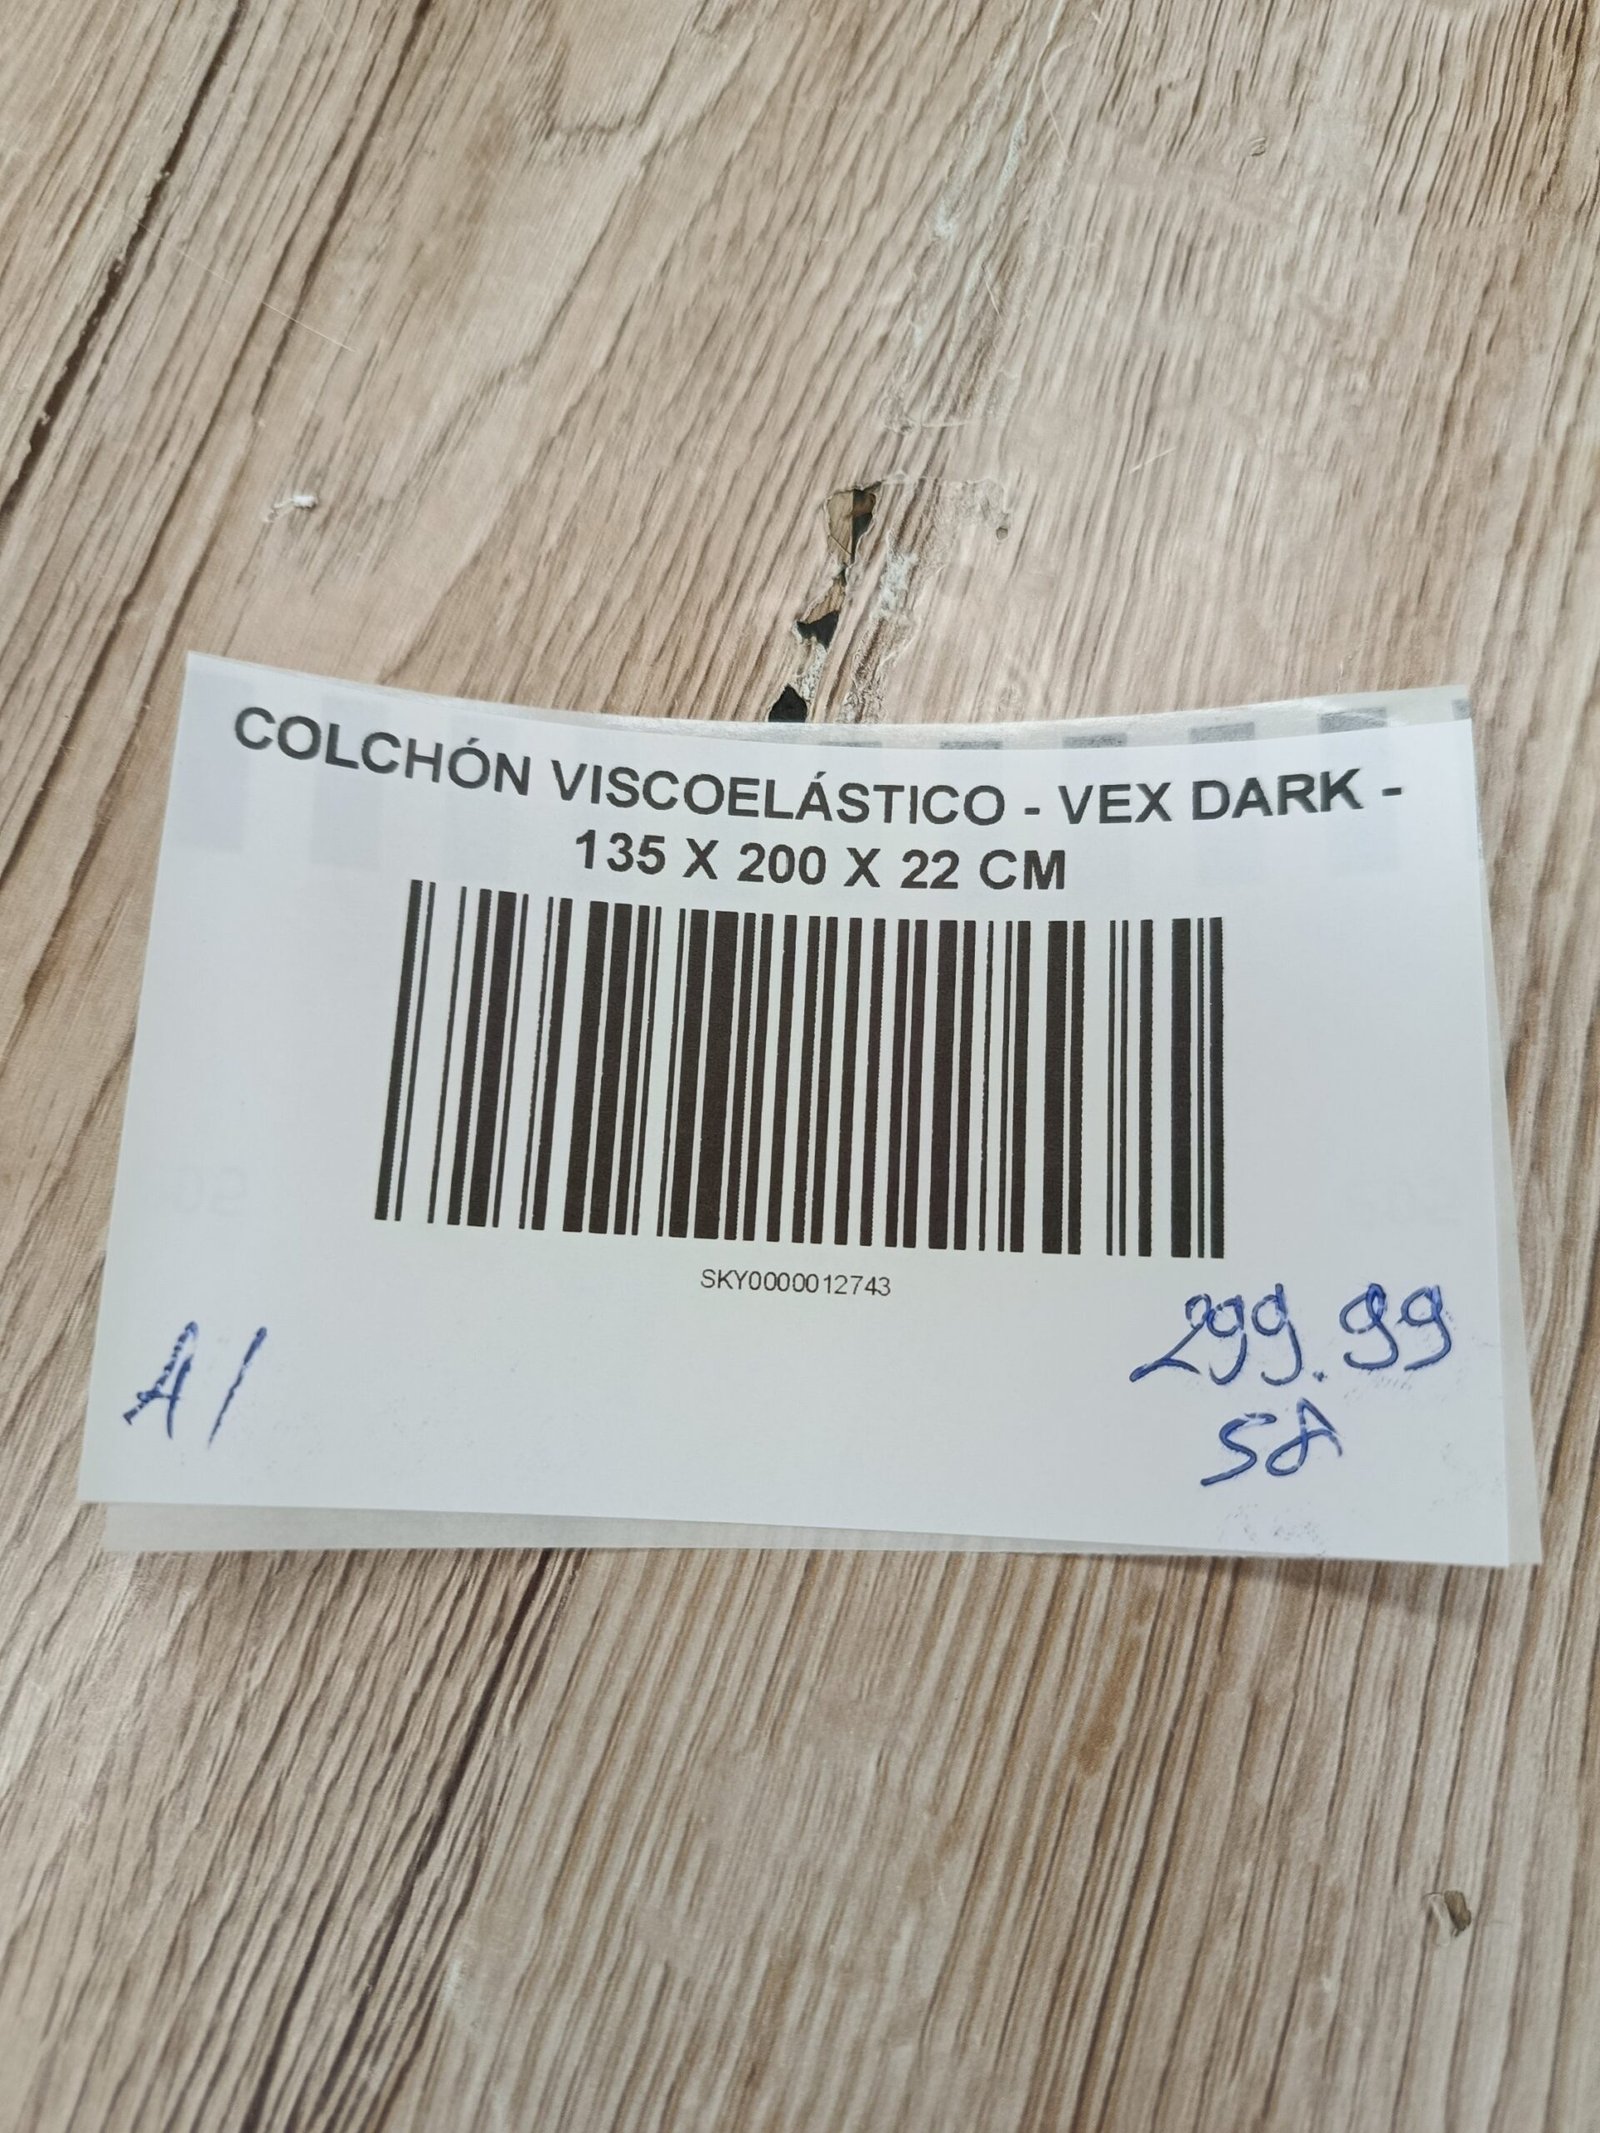 COLCHÓN VISCOELÁSTICO - VEX DARK -
135 X 200 X 22 CM
SKY0000012743
A1
299.99
SA